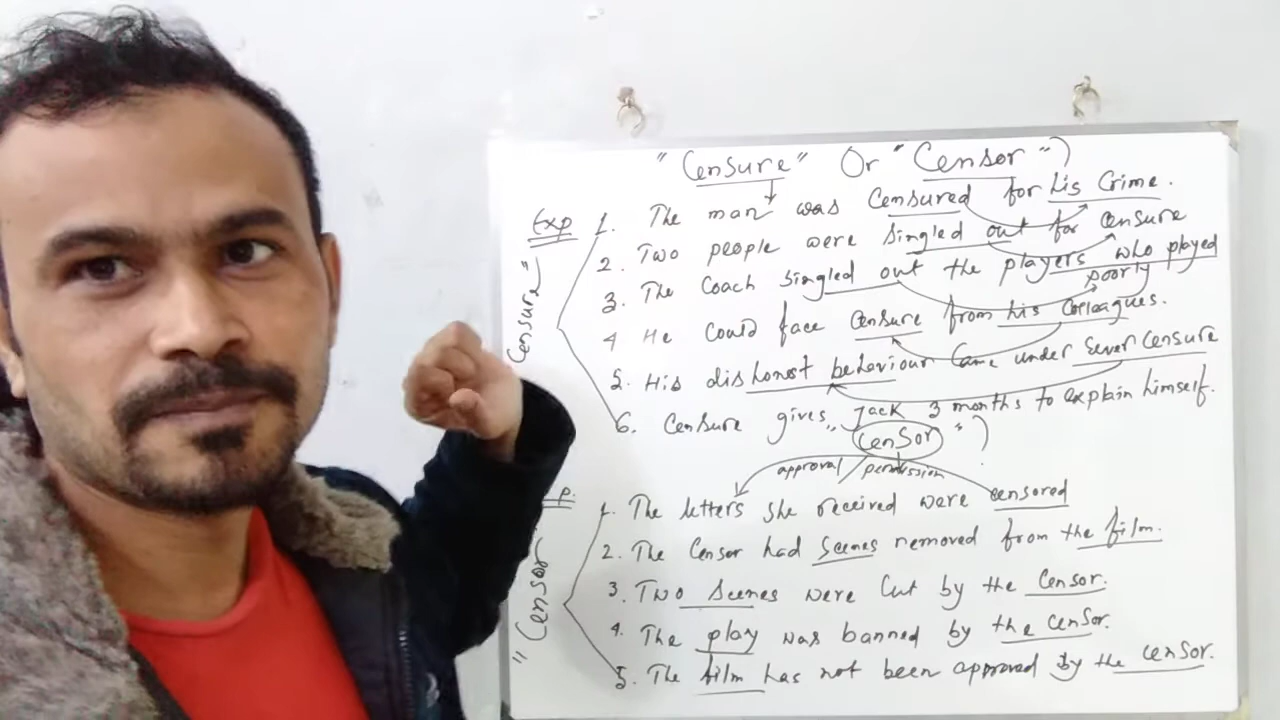 "Censure" Or "Censor")
Exp 1. The man was Censured for his Crime.
2. Two people were Singled out for Censure
3. The Coach Singled out the players who played
poorly
4 He could face Censure from his Colleagues.
5. His dishonest behaviour Came under Sever Censure
6. Censure gives, Jack 3 months to explain himself.
"Censure"
"Censor")
approval / permission
p.
1. The letters she received were censored
2. The Censor had Scenes removed from the film.
3. Two Scenes were Cut by the Censor.
4. The play was banned by the Censor.
5. The film has not been approved by the censor.
"Censor